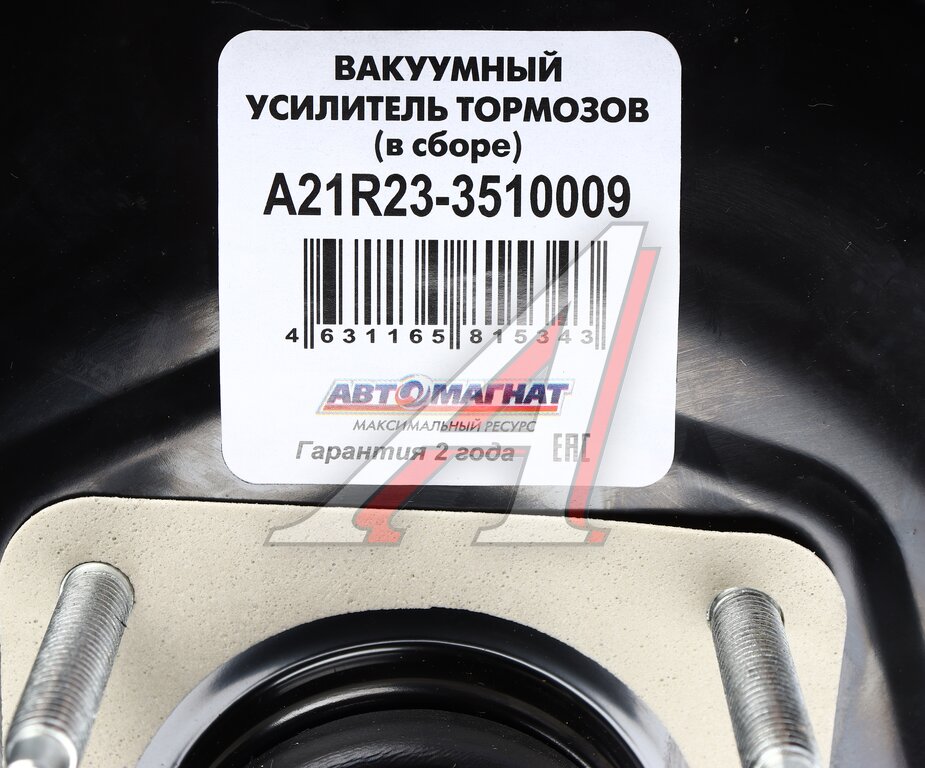 ВАКУУМНЫЙ
УСИЛИТЕЛЬ ТОРМОЗОВ
(в сборе)
A21R23-3510009
4 631165 815343
АВТОМАГНАТ
МАКСИМАЛЬНЫЙ РЕСУРС
Гарантия 2 года EAC